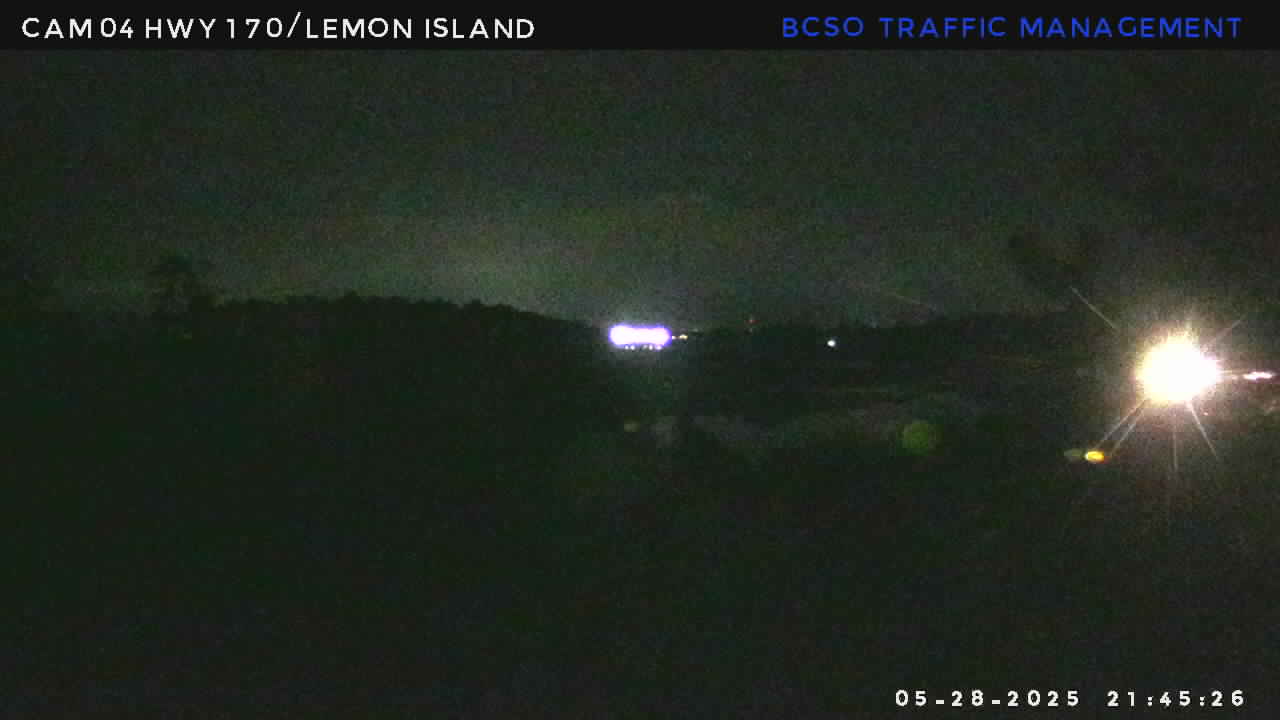 CAM04 HWY 170/LEMON ISLAND
BCSO TRAFFIC MANAGEMENT
05-28-2025 21:45:26